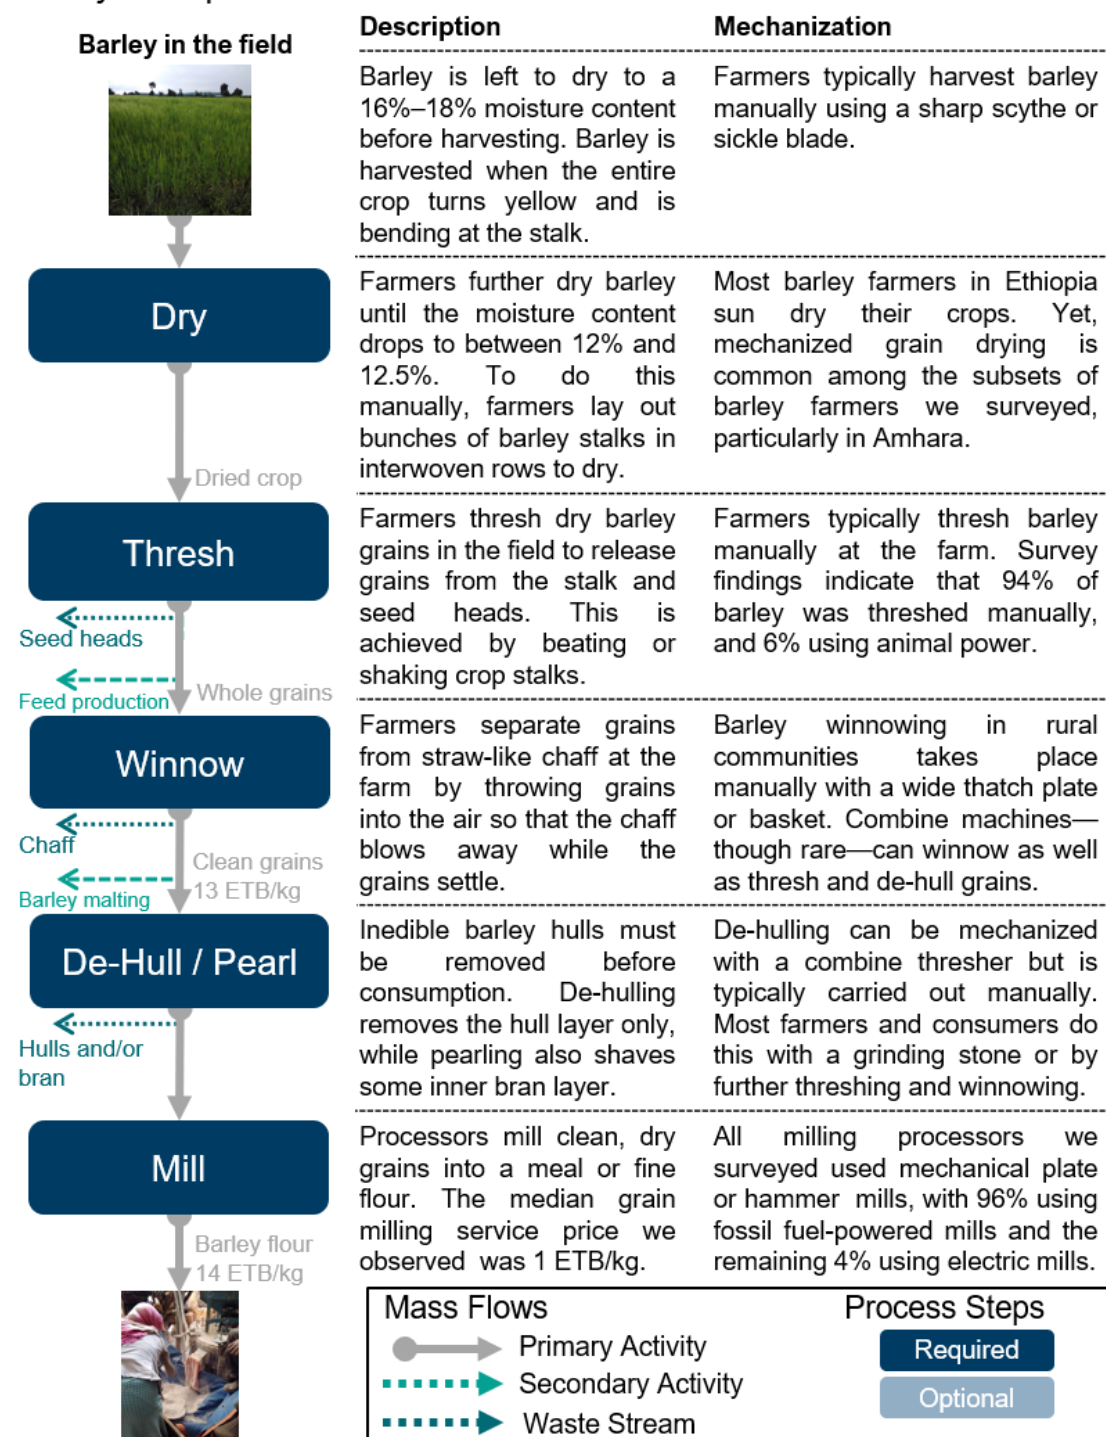 Description
Mechanization
Barley in the field
Barley is left to dry to a
16%–18% moisture content
before harvesting. Barley is
harvested when the entire
crop turns yellow and is
bending at the stalk.
Farmers typically harvest barley
manually using a sharp scythe or
sickle blade.
Dry
Farmers further dry barley
until the moisture content
drops to between 12% and
12.5%. To do this
manually, farmers lay out
bunches of barley stalks in
interwoven rows to dry.
Most barley farmers in Ethiopia
sun dry their crops. Yet,
mechanized grain drying is
common among the subsets of
barley farmers we surveyed,
particularly in Amhara.
Dried crop
Thresh
Farmers thresh dry barley
grains in the field to release
grains from the stalk and
seed heads. This is
achieved by beating or
shaking crop stalks.
Farmers typically thresh barley
manually at the farm. Survey
findings indicate that 94% of
barley was threshed manually,
and 6% using animal power.
Seed heads
Feed production
Whole grains
Winnow
Farmers separate grains
from straw-like chaff at the
farm by throwing grains
into the air so that the chaff
blows away while the
grains settle.
Barley winnowing in rural
communities takes place
manually with a wide thatch plate
or basket. Combine machines—
though rare—can winnow as well
as thresh and de-hull grains.
Chaff
Clean grains
13 ETB/kg
Barley malting
De-Hull / Pearl
Inedible barley hulls must
be removed before
consumption. De-hulling
removes the hull layer only,
while pearling also shaves
some inner bran layer.
De-hulling can be mechanized
with a combine thresher but is
typically carried out manually.
Most farmers and consumers do
this with a grinding stone or by
further threshing and winnowing.
Hulls and/or
bran
Mill
Processors mill clean, dry
grains into a meal or fine
flour. The median grain
milling service price we
observed was 1 ETB/kg.
All milling processors we
surveyed used mechanical plate
or hammer mills, with 96% using
fossil fuel-powered mills and the
remaining 4% using electric mills.
Barley flour
14 ETB/kg
Mass Flows
Primary Activity
Secondary Activity
Waste Stream
Process Steps
Required
Optional